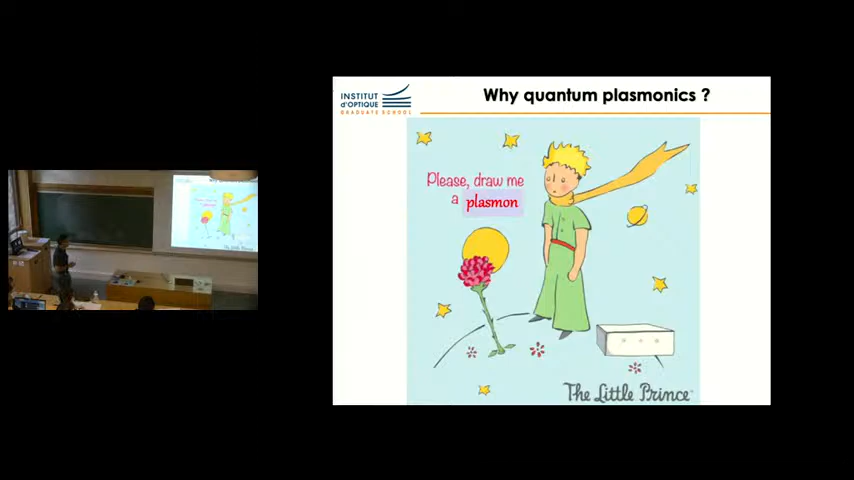 INSTITUT
d'OPTIQUE
GRADUATE SCHOOL
Why quantum plasmonics ?
Please, draw me
a plasmon
The Little Prince